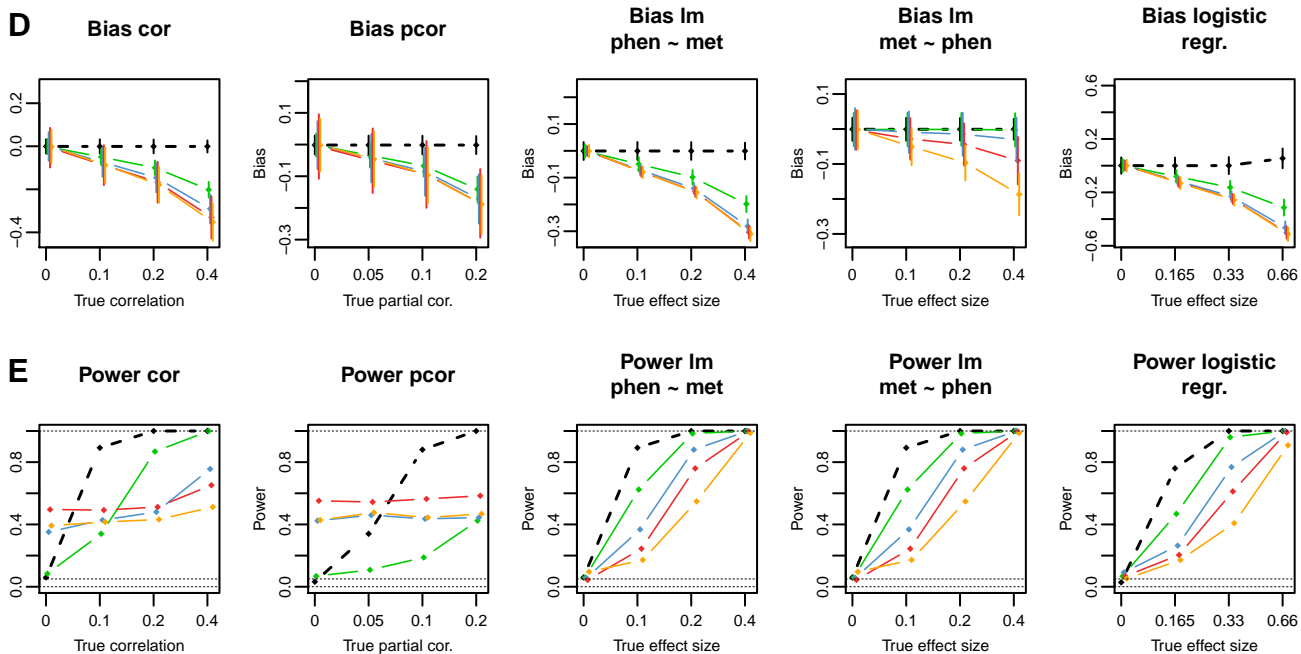 D
Bias cor
Bias pcor
Bias lm
phen ~ met
Bias lm
met ~ phen
Bias logistic
regr.
Bias
0.2
0.0
−0.4
0 0.1 0.2 0.4
True correlation
Bias
0.1
−0.1
−0.3
0 0.05 0.1 0.2
True partial cor.
Bias
0.1
−0.1
−0.3
0 0.1 0.2 0.4
True effect size
Bias
0.1
−0.1
−0.3
0 0.1 0.2 0.4
True effect size
Bias
0.6
0.2
−0.2
−0.6
0 0.165 0.33 0.66
True effect size
E
Power cor
Power pcor
Power lm
phen ~ met
Power lm
met ~ phen
Power logistic
regr.
Power
0.8
0.4
0.0
0 0.1 0.2 0.4
True correlation
Power
0.8
0.4
0.0
0 0.05 0.1 0.2
True partial cor.
Power
0.8
0.4
0.0
0 0.1 0.2 0.4
True effect size
Power
0.8
0.4
0.0
0 0.1 0.2 0.4
True effect size
Power
0.8
0.4
0.0
0 0.165 0.33 0.66
True effect size